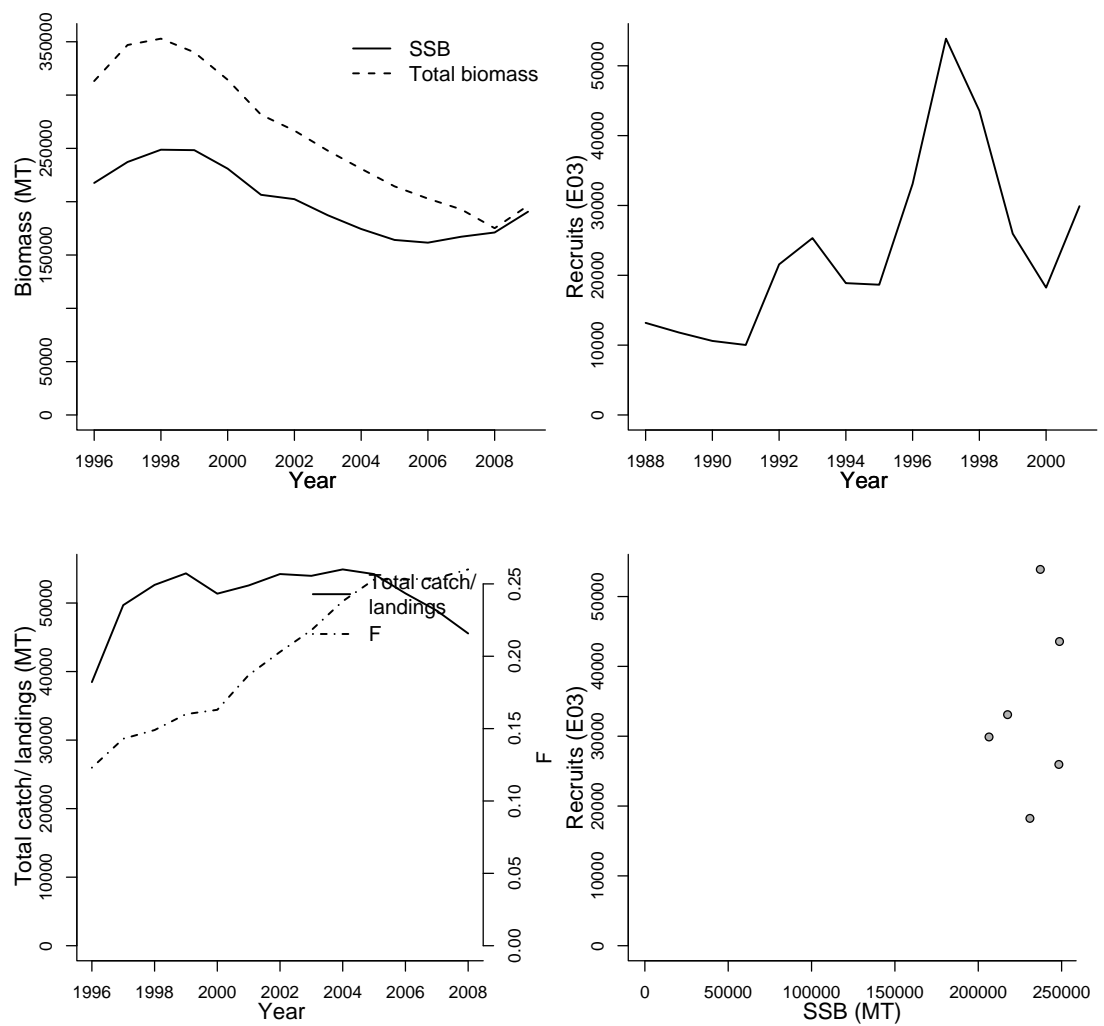 SSB
Total biomass
Biomass (MT)
0
50000
150000
250000
350000
1996 1998 2000 2002 2004 2006 2008
Year
Recruits (E03)
0
10000
20000
30000
40000
50000
1988 1990 1992 1994 1996 1998 2000
Year
Total catch/
landings
F
Total catch/ landings (MT)
0
10000
20000
30000
40000
50000
0.00
0.05
0.10
0.15
0.20
0.25
F
1996 1998 2000 2002 2004 2006 2008
Year
Recruits (E03)
0
10000
20000
30000
40000
50000
0 50000 100000 150000 200000 250000
SSB (MT)